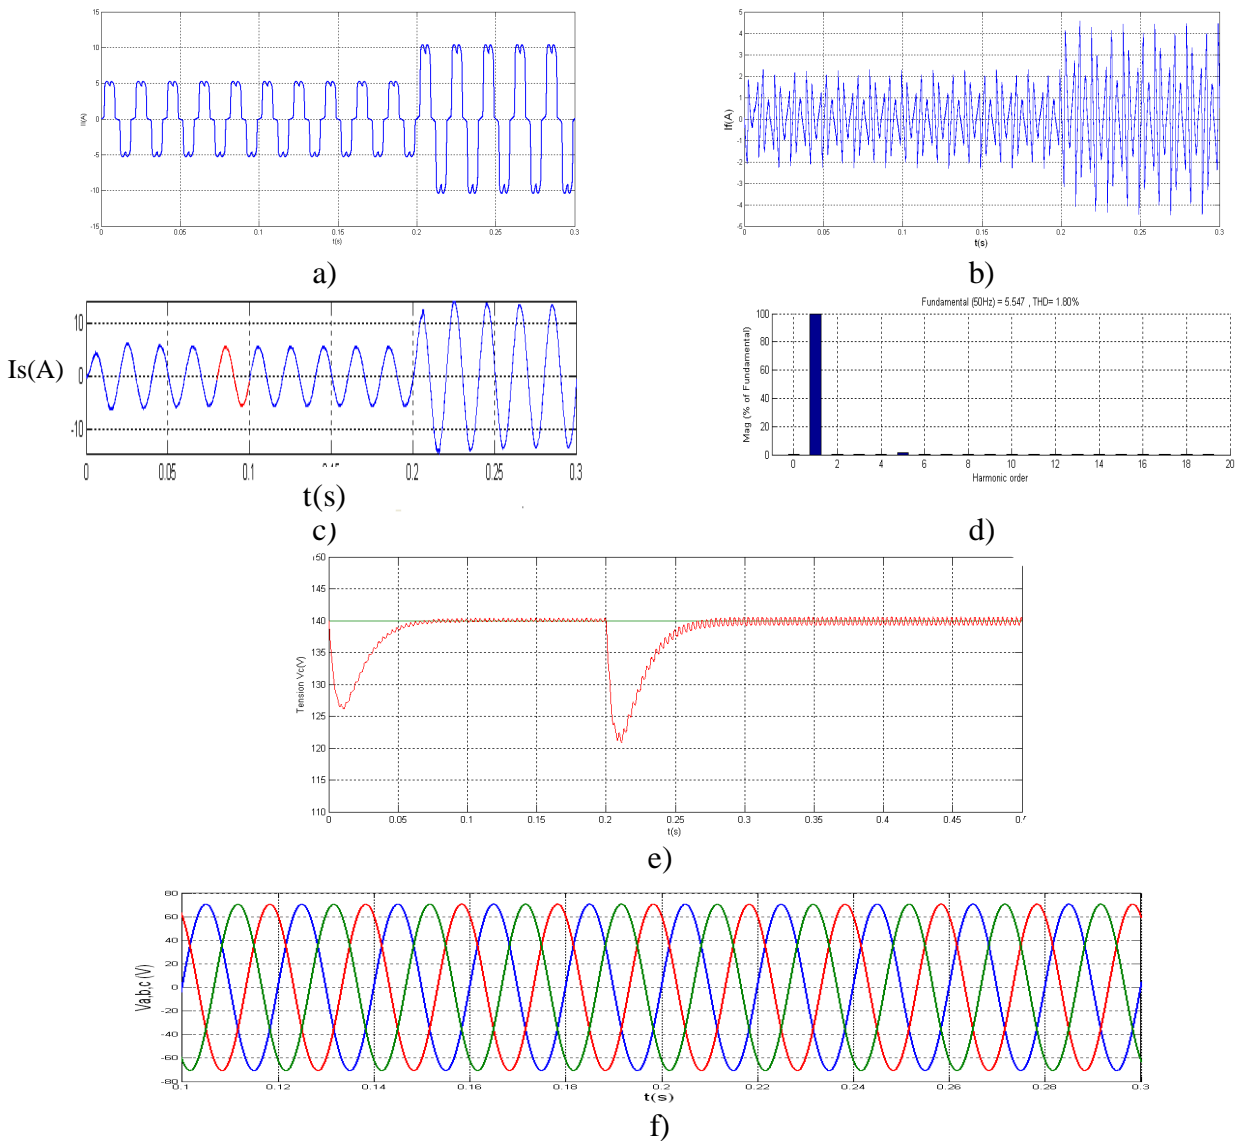 15
10
5
0
-5
-10
-15
Il(A)
0 0.05 0.1 0.15 0.2 0.25 0.3
t(s)
a)
5
4
3
2
1
0
-1
-2
-3
-4
-5
If(A)
0 0.05 0.1 0.15 0.2 0.25 0.3
t(s)
b)
10
0
-10
Is(A)
0 0.05 0.1 0.15 0.2 0.25 0.3
t(s)
c)
Fundamental (50Hz) = 5.547 , THD= 1.80%
100
80
60
40
20
0
Mag (% of Fundamental)
0 2 4 6 8 10 12 14 16 18 20
Harmonic order
d)
150
145
140
135
130
125
120
115
110
Tension Vc(V)
0 0.05 0.1 0.15 0.2 0.25 0.3 0.35 0.4 0.45
t(s)
e)
80
60
40
20
0
-20
-40
-60
-80
Va,b,c (V)
0.1 0.12 0.14 0.16 0.18 0.2 0.22 0.24 0.26 0.28 0.3
t(s)
f)